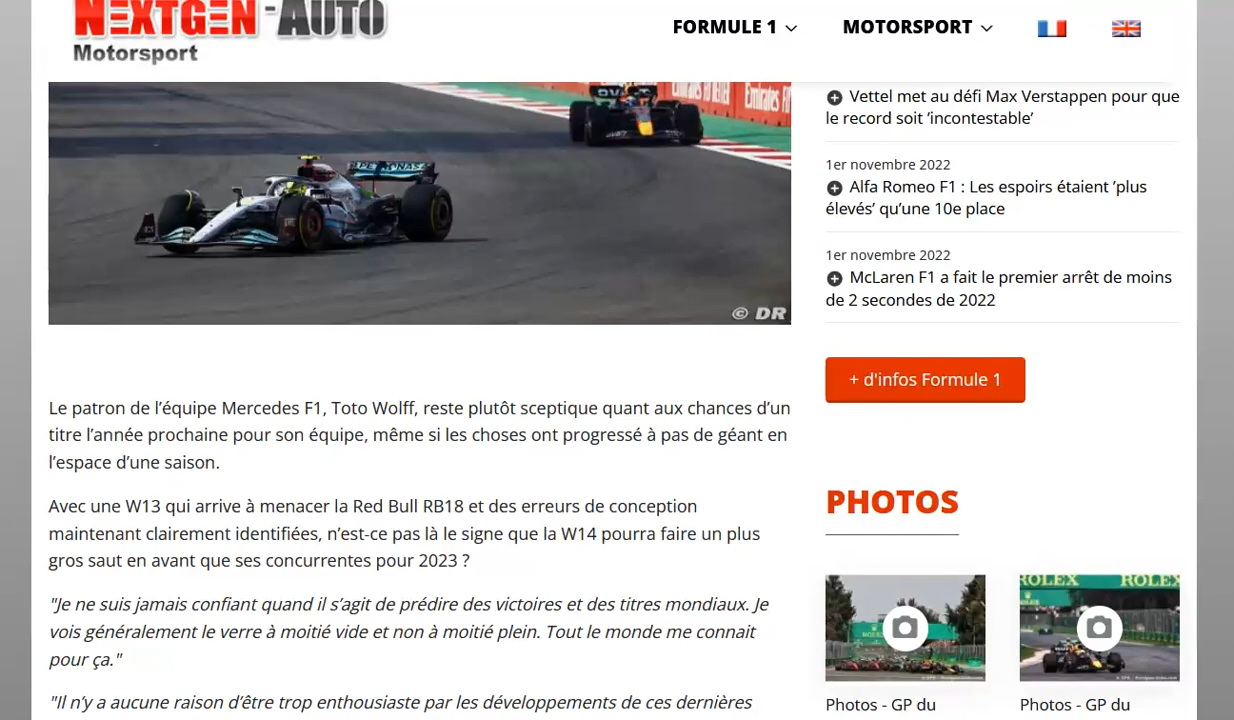 NEXTGEN-AUTO
Motorsport
FORMULE 1
MOTORSPORT
PETRONAS
Emirates
© DR
Le patron de l’équipe Mercedes F1, Toto Wolff, reste plutôt sceptique quant aux chances d’un
titre l’année prochaine pour son équipe, même si les choses ont progressé à pas de géant en
l’espace d’une saison.
Avec une W13 qui arrive à menacer la Red Bull RB18 et des erreurs de conception
maintenant clairement identifiées, n’est-ce pas là le signe que la W14 pourra faire un plus
gros saut en avant que ses concurrentes pour 2023 ?
"Je ne suis jamais confiant quand il s’agit de prédire des victoires et des titres mondiaux. Je
vois généralement le verre à moitié vide et non à moitié plein. Tout le monde me connait
pour ça."
"Il n’y a aucune raison d’être trop enthousiaste par les développements de ces dernières
Vettel met au défi Max Verstappen pour que
le record soit ’incontestable’
1er novembre 2022
Alfa Romeo F1 : Les espoirs étaient ’plus
élevés’ qu’une 10e place
1er novembre 2022
McLaren F1 a fait le premier arrêt de moins
de 2 secondes de 2022
+ d'infos Formule 1
PHOTOS
ROLEX ROLEX
Photos - GP du
Photos - GP du